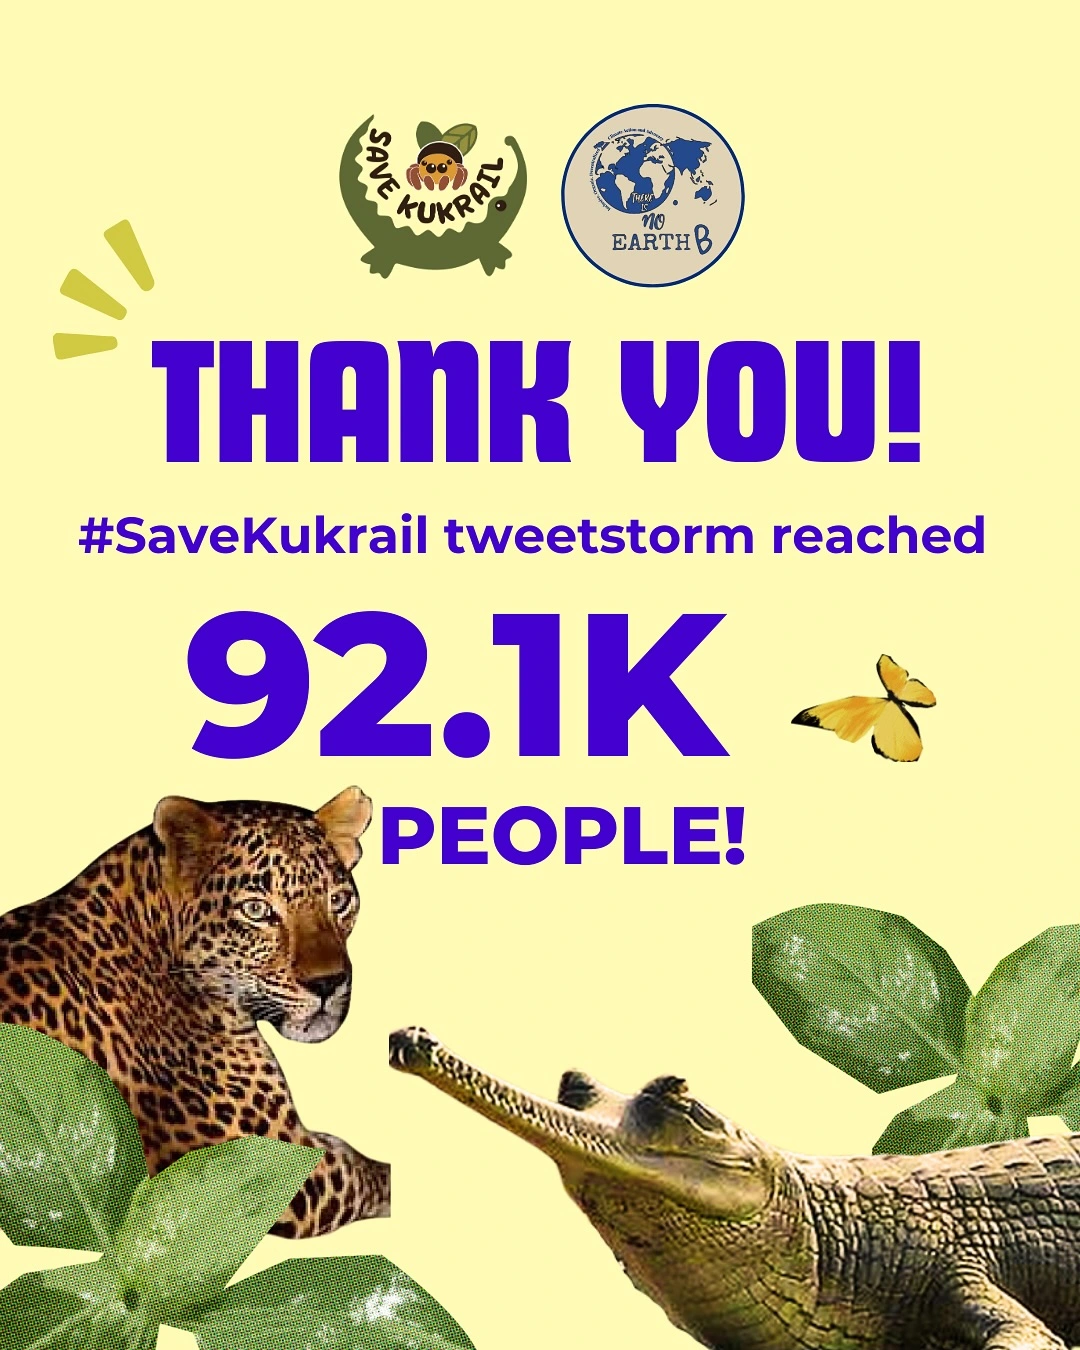 SAVE KUKRAIL
THERE
IS
NO
EARTH B
THANK YOU!
#SaveKukrail tweetstorm reached
92.1K
PEOPLE!